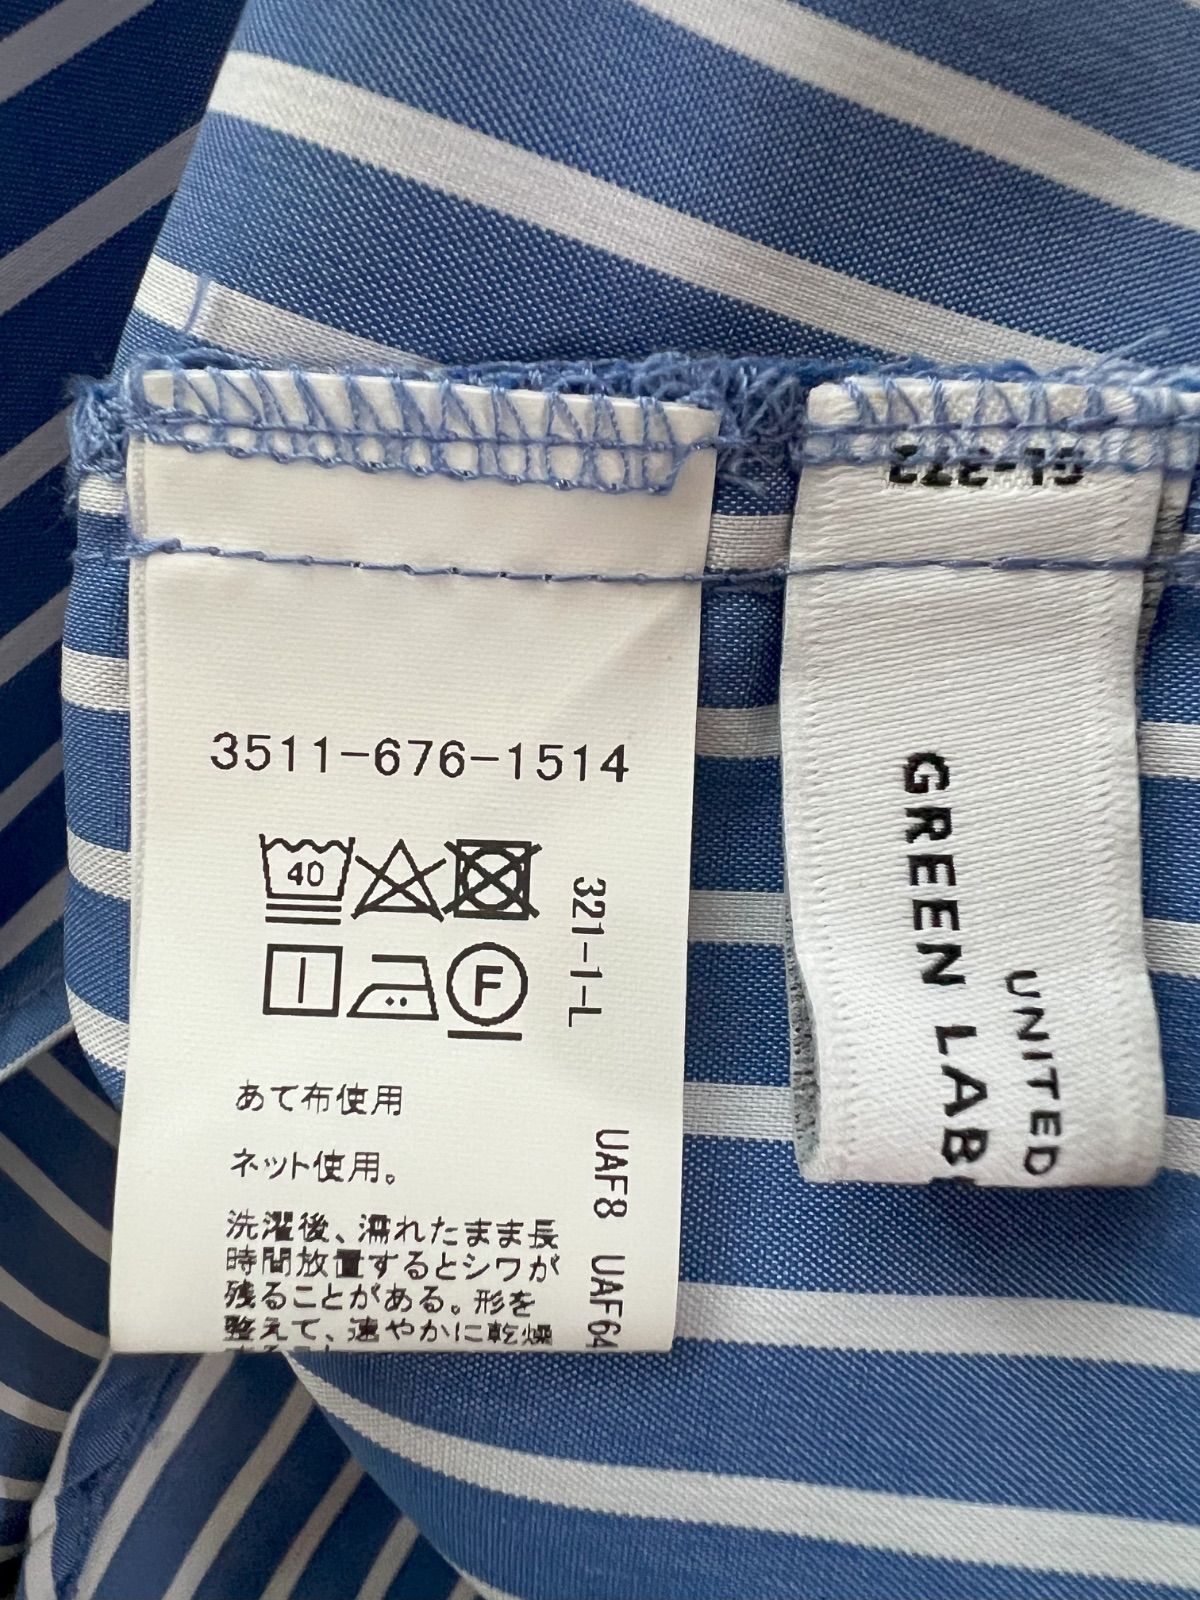 3511-676-1514
40
F
321-1-L
あて布使用
ネット使用。
洗濯後、濡れたまま長
時間放置するとシワが
残ることがある。形を
整えて、速やかに乾燥
UAF8 UAF64
GREEN LAB
UNITED